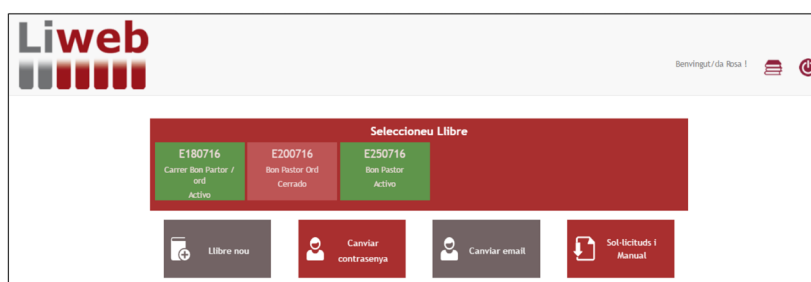 Liweb
Benvingut/da Rosa !
Seleccioneu Llibre
E180716
Carrer Bon Partor /
ord
Activo
E200716
Bon Pastor Ord
Cerrado
E250716
Bon Pastor
Activo
Llibre nou
Canviar
contrasenya
Canviar email
Sol·licituds i
Manual